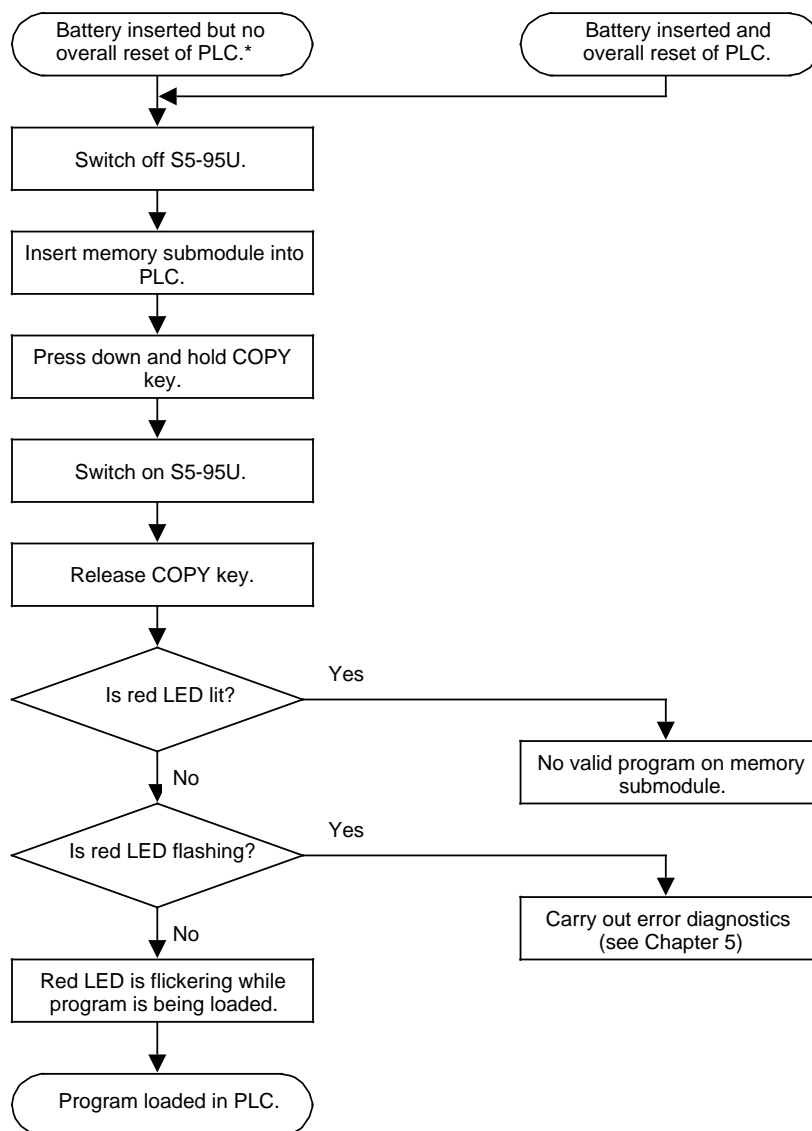 Battery inserted but no
overall reset of PLC.*
Battery inserted and
overall reset of PLC.
Switch off S5-95U.
Insert memory submodule into
PLC.
Press down and hold COPY
key.
Switch on S5-95U.
Release COPY key.
Is red LED lit?
Yes
No valid program on memory
submodule.
No
Is red LED flashing?
Yes
Carry out error diagnostics
(see Chapter 5)
No
Red LED is flickering while
program is being loaded.
Program loaded in PLC.